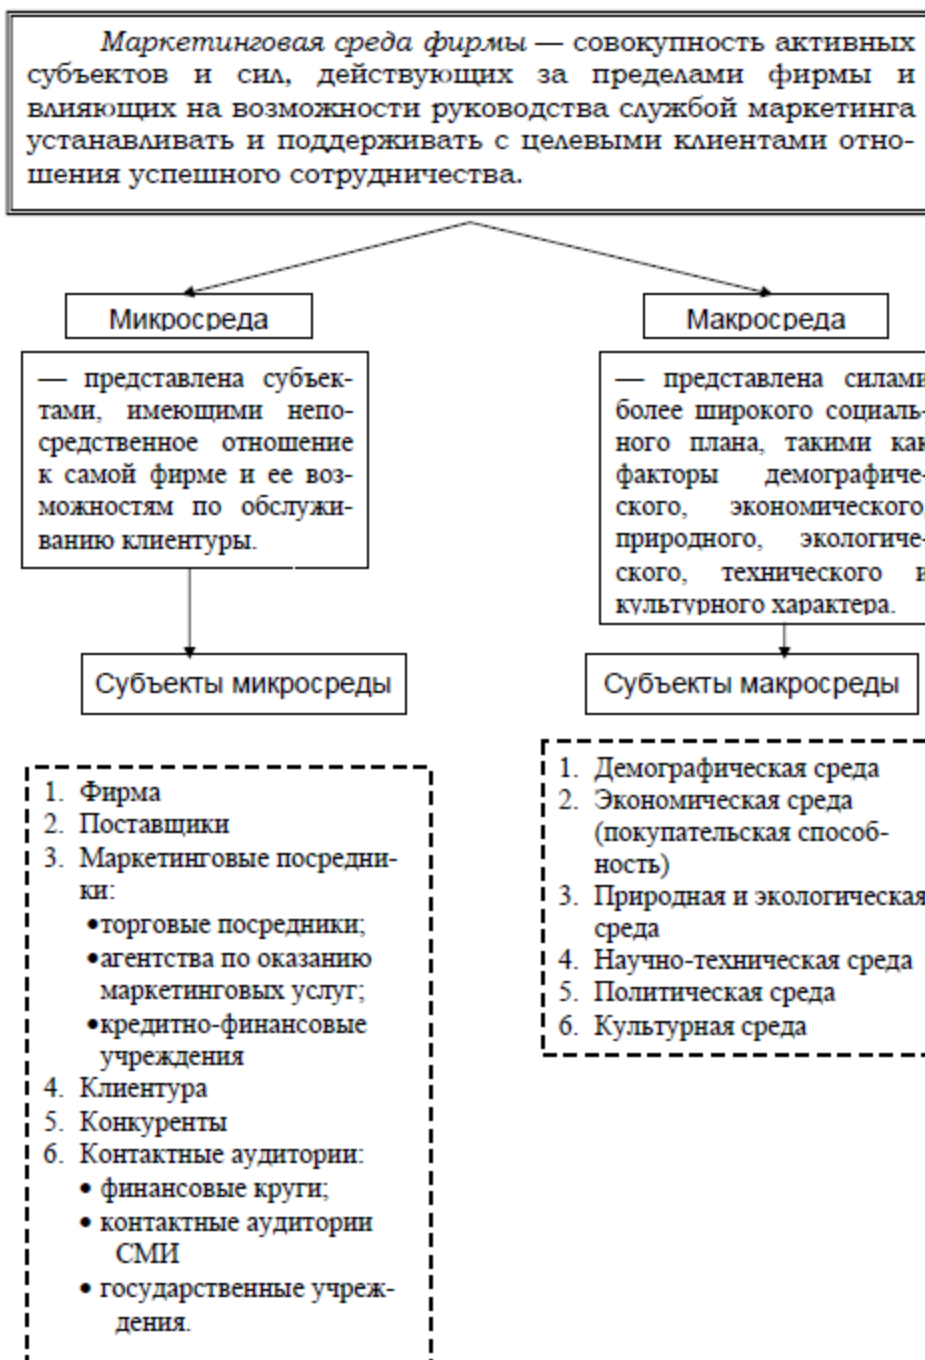 Маркетинговая среда фирмы — совокупность активных
субъектов и сил, действующих за пределами фирмы и
влияющих на возможности руководства службой маркетинга
устанавливать и поддерживать с целевыми клиентами отно-
шения успешного сотрудничества.
Микросреда
— представлена субъек-
тами, имеющими непо-
средственное отношение
к самой фирме и ее воз-
можностям по обслужи-
ванию клиентуры.
Субъекты микросреды
1. Фирма
2. Поставщики
3. Маркетинговые посредни-
ки:
•торговые посредники;
•агентства по оказанию
маркетинговых услуг;
•кредитно-финансовые
учреждения
4. Клиентура
5. Конкуренты
6. Контактные аудитории:
• финансовые круги;
• контактные аудитории
СМИ
• государственные учреж-
дения.
Макросреда
— представлена силами
более широкого социаль-
ного плана, такими как
факторы демографиче-
ского, экономического,
природного, экологиче-
ского, технического и
культурного характера.
Субъекты макросреды
1. Демографическая среда
2. Экономическая среда
(покупательская способ-
ность)
3. Природная и экологическая
среда
4. Научно-техническая среда
5. Политическая среда
6. Культурная среда